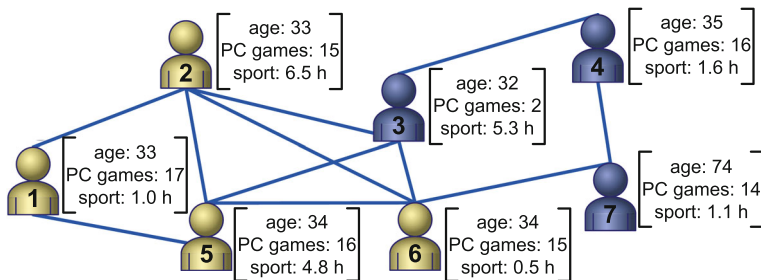 2
age: 33
PC games: 15
sport: 6.5 h
4
age: 35
PC games: 16
sport: 1.6 h
3
age: 32
PC games: 2
sport: 5.3 h
1
age: 33
PC games: 17
sport: 1.0 h
7
age: 74
PC games: 14
sport: 1.1 h
5
age: 34
PC games: 16
sport: 4.8 h
6
age: 34
PC games: 15
sport: 0.5 h